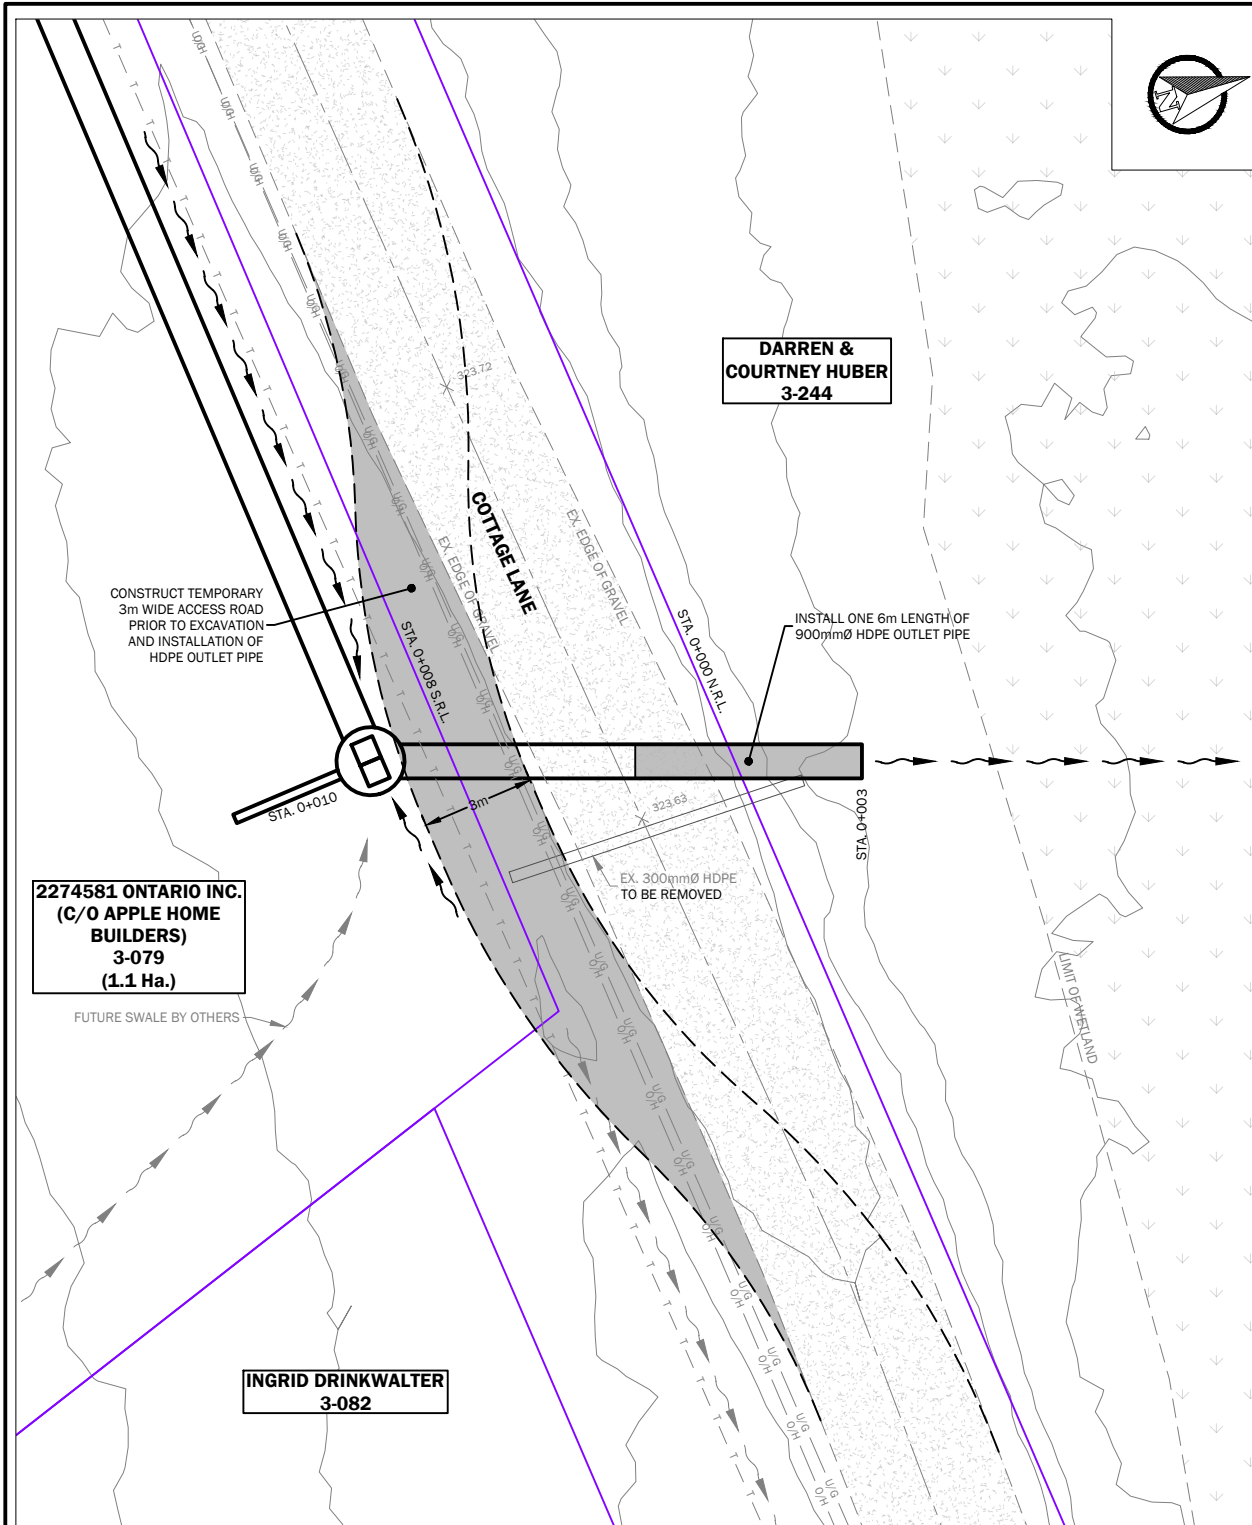 N
DARREN &
COURTNEY HUBER
3-244
323.72
COTTAGE LANE
EX. EDGE OF GRAVEL
EX. EDGE OF GRAVEL
CONSTRUCT TEMPORARY
3m WIDE ACCESS ROAD
PRIOR TO EXCAVATION
AND INSTALLATION OF
HDPE OUTLET PIPE
STA. 0+008 S.R.L.
STA. 0+000 N.R.L.
INSTALL ONE 6m LENGTH OF
900mmØ HDPE OUTLET PIPE
STA. 0+010
3m
323.63
STA. 0+003
EX. 300mmØ HDPE
TO BE REMOVED
2274581 ONTARIO INC.
(C/O APPLE HOME
BUILDERS)
3-079
(1.1 Ha.)
FUTURE SWALE BY OTHERS
LIMIT OF WETLAND
U/G
O/H
U/G
O/H
U/G
O/H
U/G
O/H
U/G
O/H
U/G
O/H
INGRID DRINKWALTER
3-082